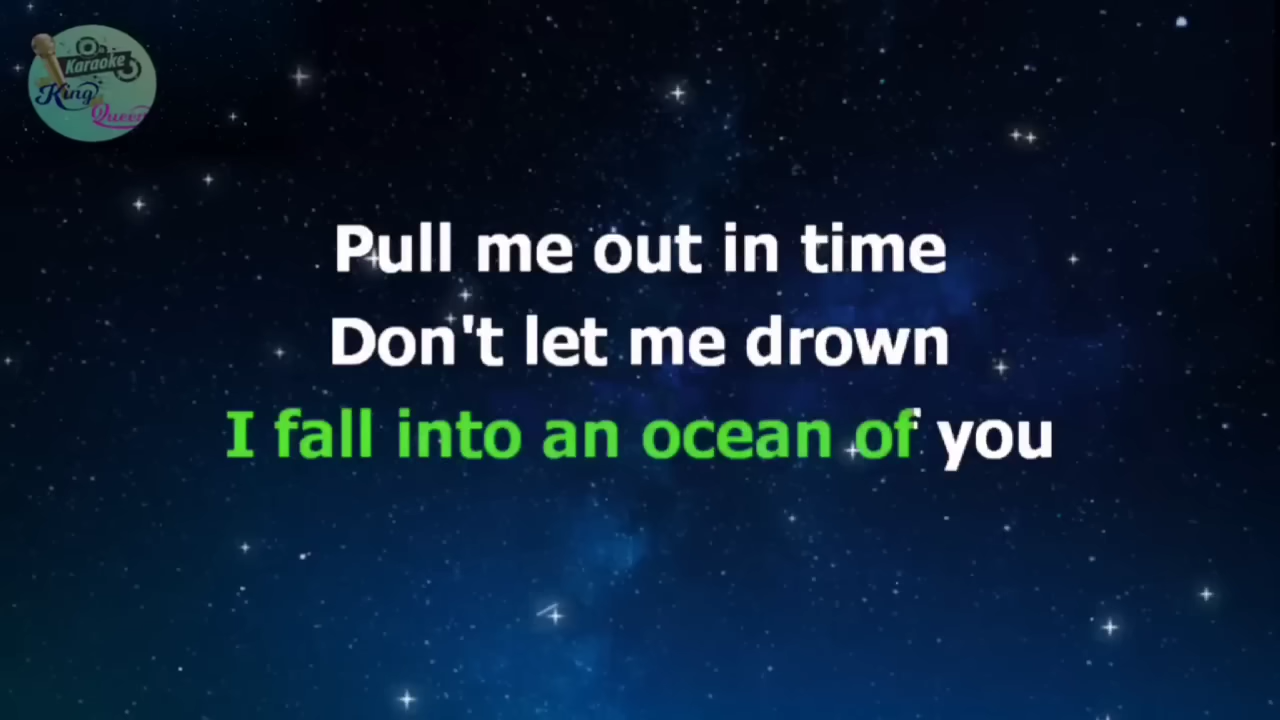 Karaoke
King
Queen
Pull me out in time
Don't let me drown
I fall into an ocean of you